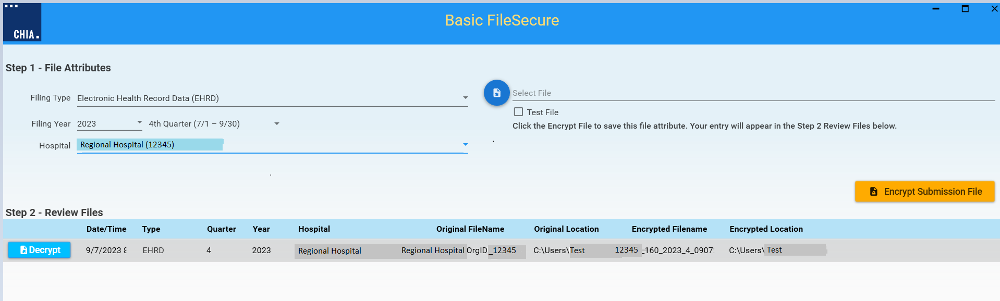 CHIA.
Basic FileSecure
Step 1 - File Attributes
Filing Type Electronic Health Record Data (EHRD)
Select File
Test File
Filing Year 2023 4th Quarter (7/1 – 9/30)
Click the Encrypt File to save this file attribute. Your entry will appear in the Step 2 Review Files below.
Hospital Regional Hospital (12345)
Encrypt Submission File
Step 2 - Review Files
Date/Time Type Quarter Year Hospital Original FileName Original Location Encrypted Filename Encrypted Location
Decrypt 9/7/2023 8 EHRD 4 2023 Regional Hospital Regional Hospital OrgID_12345 C:\Users\Test 12345_160_2023_4_0907 C:\Users\Test